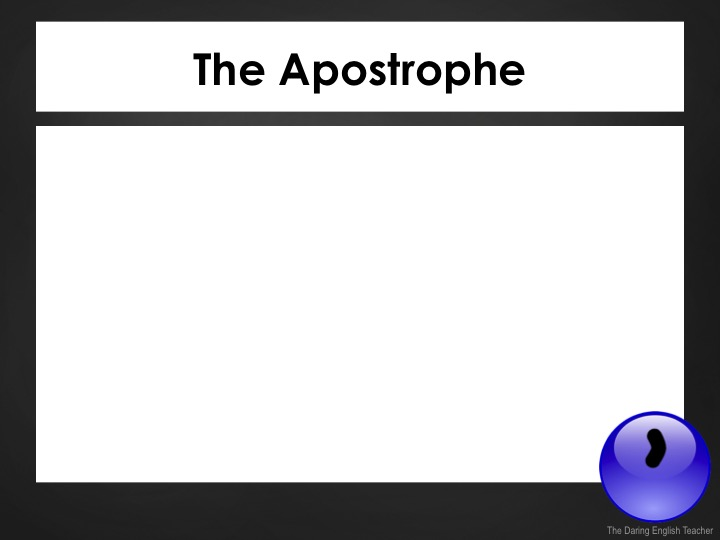 The Apostrophe
’
The Daring English Teacher